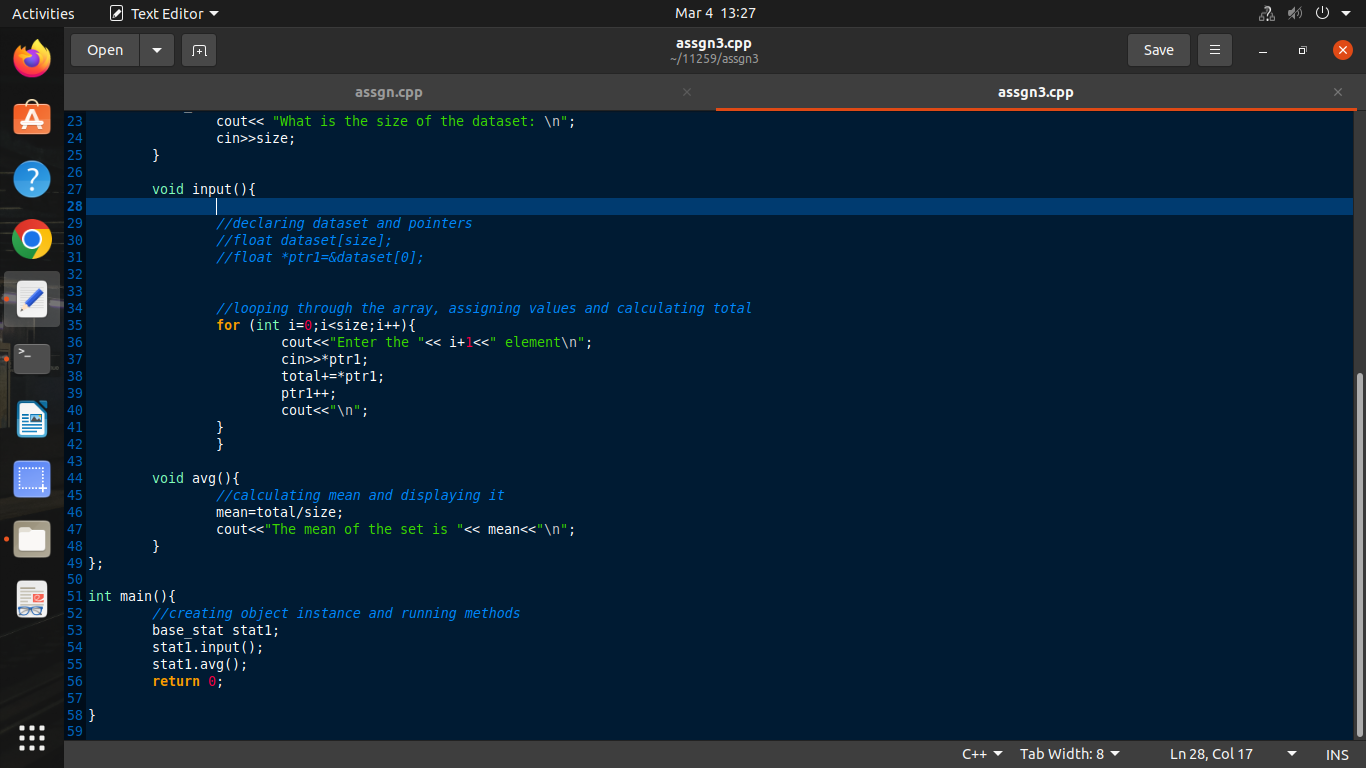 Activities Text Editor Mar 4 13:27
Open assgn3.cpp Save
~/11259/assgn3
assgn.cpp × assgn3.cpp ×
23 cout<< "What is the size of the dataset: \n";
24 cin>>size;
25 }
26
27 void input(){
28
29 //declaring dataset and pointers
30 //float dataset[size];
31 //float *ptr1=&dataset[0];
32
33
34 //looping through the array, assigning values and calculating total
35 for (int i=0;i<size;i++){
36 cout<<"Enter the "<< i+1<<" element\n";
37 cin>>*ptr1;
38 total+=*ptr1;
39 ptr1++;
40 cout<<"\n";
41 }
42 }
43
44 void avg(){
45 //calculating mean and displaying it
46 mean=total/size;
47 cout<<"The mean of the set is "<< mean<<"\n";
48 }
49 };
50
51 int main(){
52 //creating object instance and running methods
53 base_stat stat1;
54 stat1.input();
55 stat1.avg();
56 return 0;
57
58 }
59
C++ Tab Width: 8 Ln 28, Col 17 INS